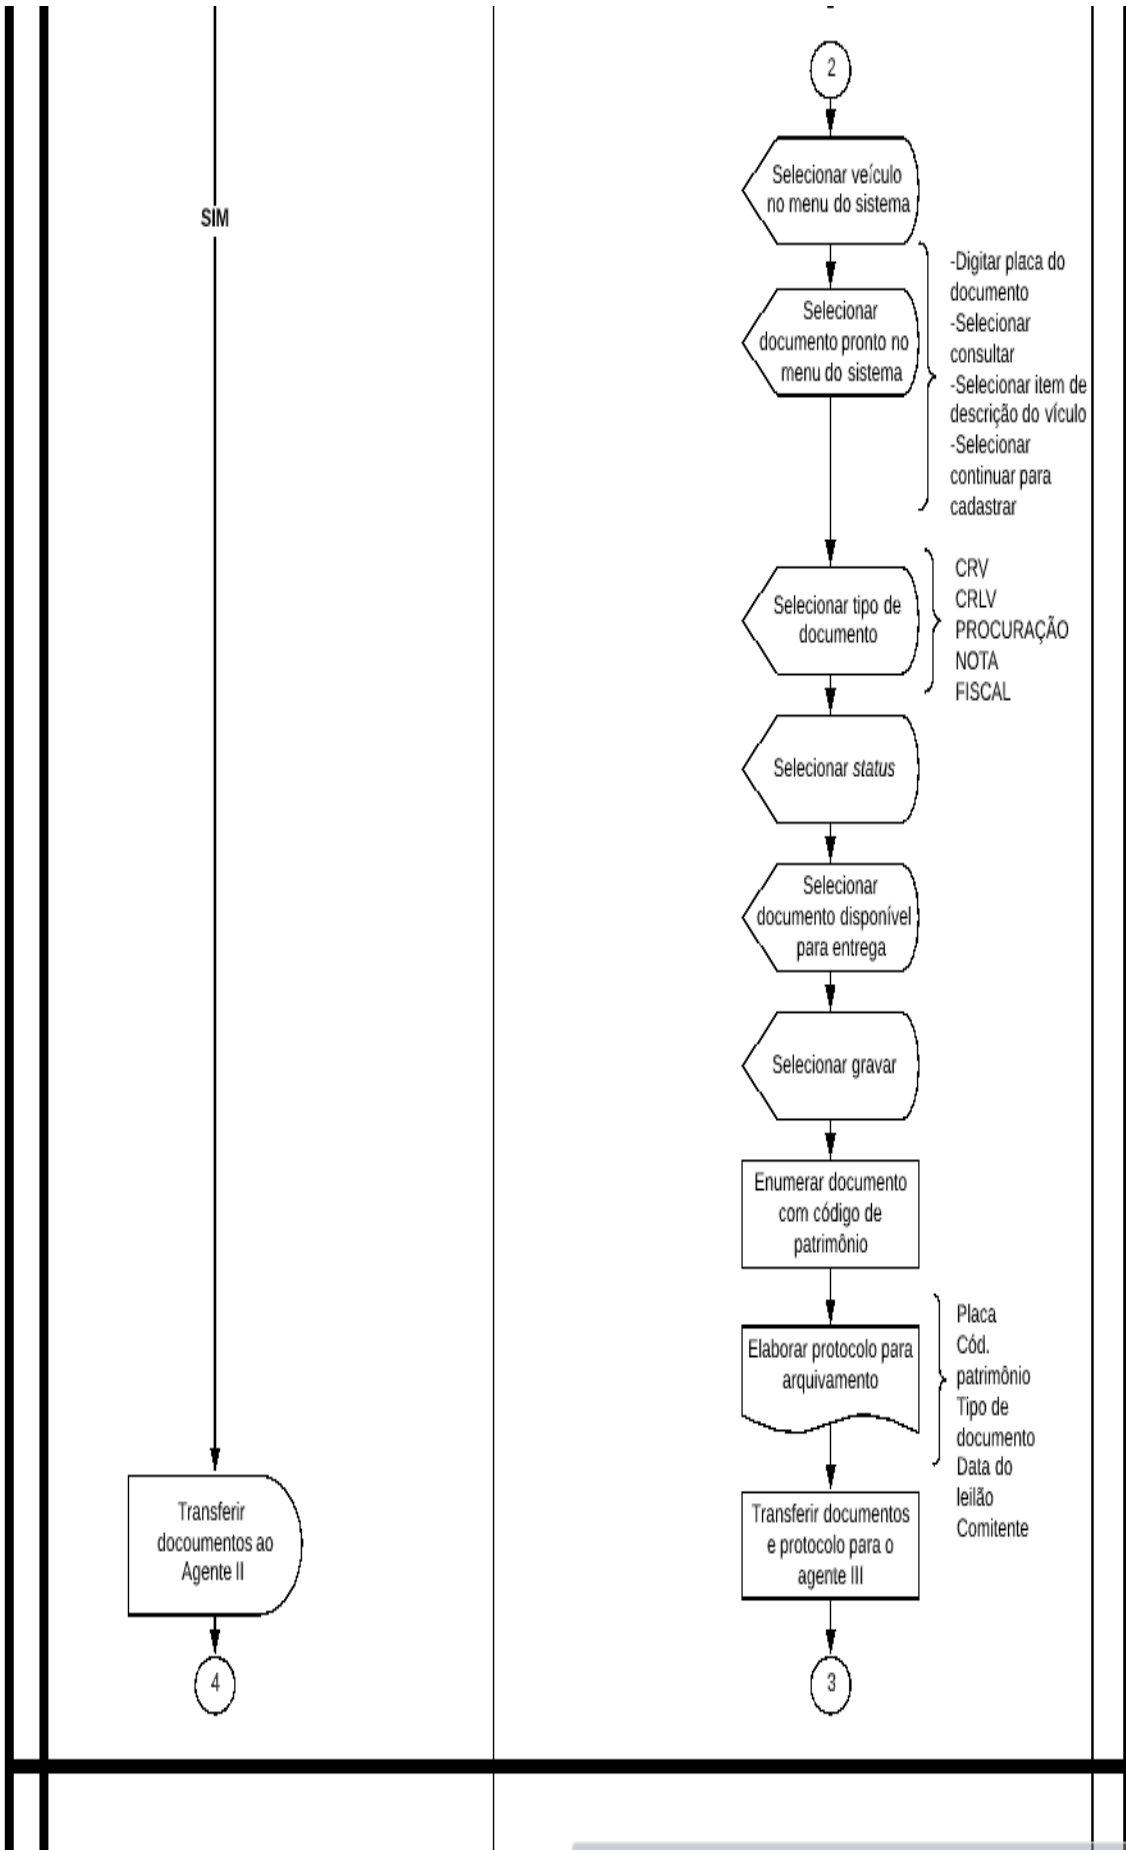 SIM
Transferir
docoumentos ao
Agente II
4
2
Selecionar veículo
no menu do sistema
Selecionar
documento pronto no
menu do sistema
-Digitar placa do
documento
-Selecionar
consultar
-Selecionar item de
descrição do vículo
-Selecionar
continuar para
cadastrar
Selecionar tipo de
documento
CRV
CRLV
PROCURAÇÃO
NOTA
FISCAL
Selecionar status
Selecionar
documento disponível
para entrega
Selecionar gravar
Enumerar documento
com código de
patrimônio
Elaborar protocolo para
arquivamento
Placa
Cód.
patrimônio
Tipo de
documento
Data do
leilão
Comitente
Transferir documentos
e protocolo para o
agente III
3